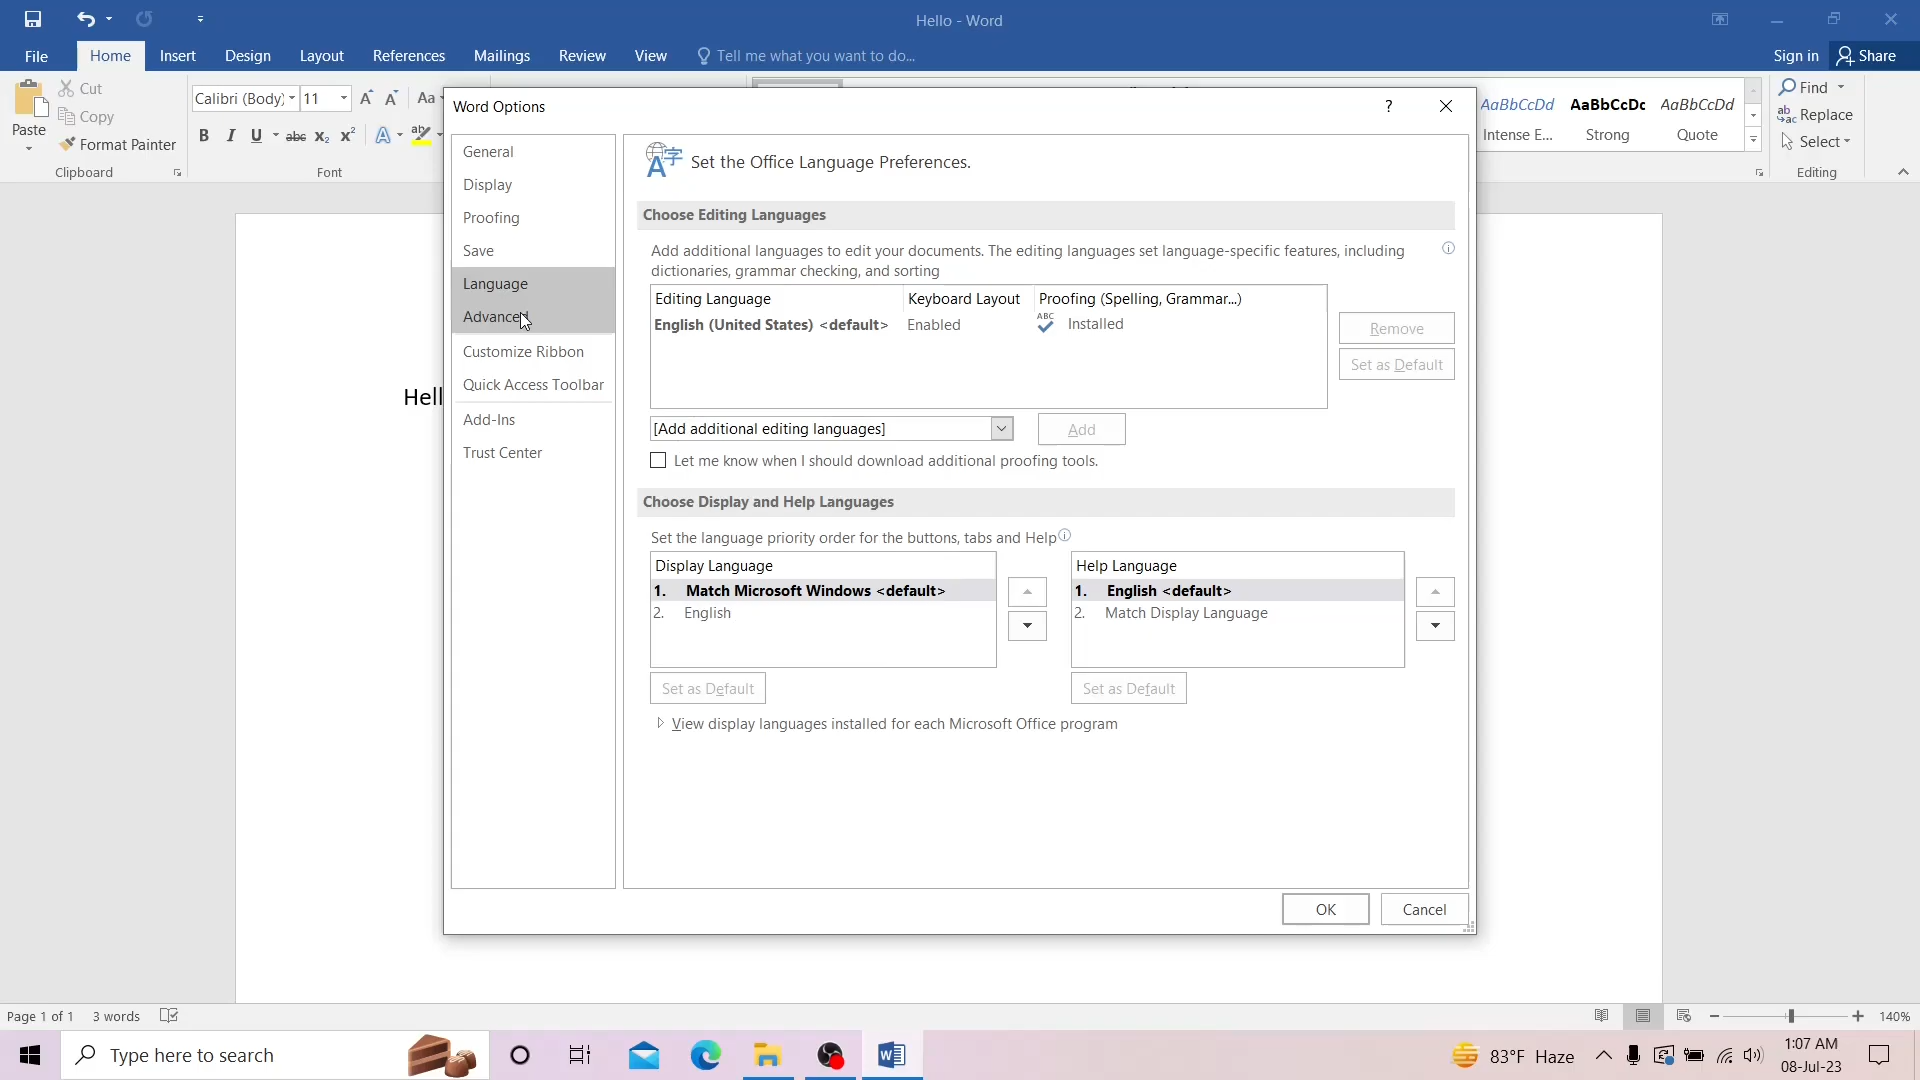 Hello - Word
File Home Insert Design Layout References Mailings Review View Tell me what you want to do... Sign in Share
Paste
Cut
Copy
Format Painter
Clipboard
Calibri (Body) 11 Aa
B I U abc x₂ x² A ab
Font
AaBbCcDd AaBbCcDc AaBbCcDd
Intense E... Strong Quote
Find
Replace
Select
Editing
Hell
Word Options ?
General
Display
Proofing
Save
Language
Advanced
Customize Ribbon
Quick Access Toolbar
Add-Ins
Trust Center
Set the Office Language Preferences.
Choose Editing Languages
Add additional languages to edit your documents. The editing languages set language-specific features, including
dictionaries, grammar checking, and sorting
Editing Language Keyboard Layout Proofing (Spelling, Grammar...)
English (United States) <default> Enabled ABC Installed
Remove
Set as Default
[Add additional editing languages] Add
Let me know when I should download additional proofing tools.
Choose Display and Help Languages
Set the language priority order for the buttons, tabs and Help
Display Language
1. Match Microsoft Windows <default>
2. English
Set as Default
Help Language
1. English <default>
2. Match Display Language
Set as Default
View display languages installed for each Microsoft Office program
OK Cancel
Page 1 of 1 3 words 140%
Type here to search 83°F Haze 1:07 AM
08-Jul-23